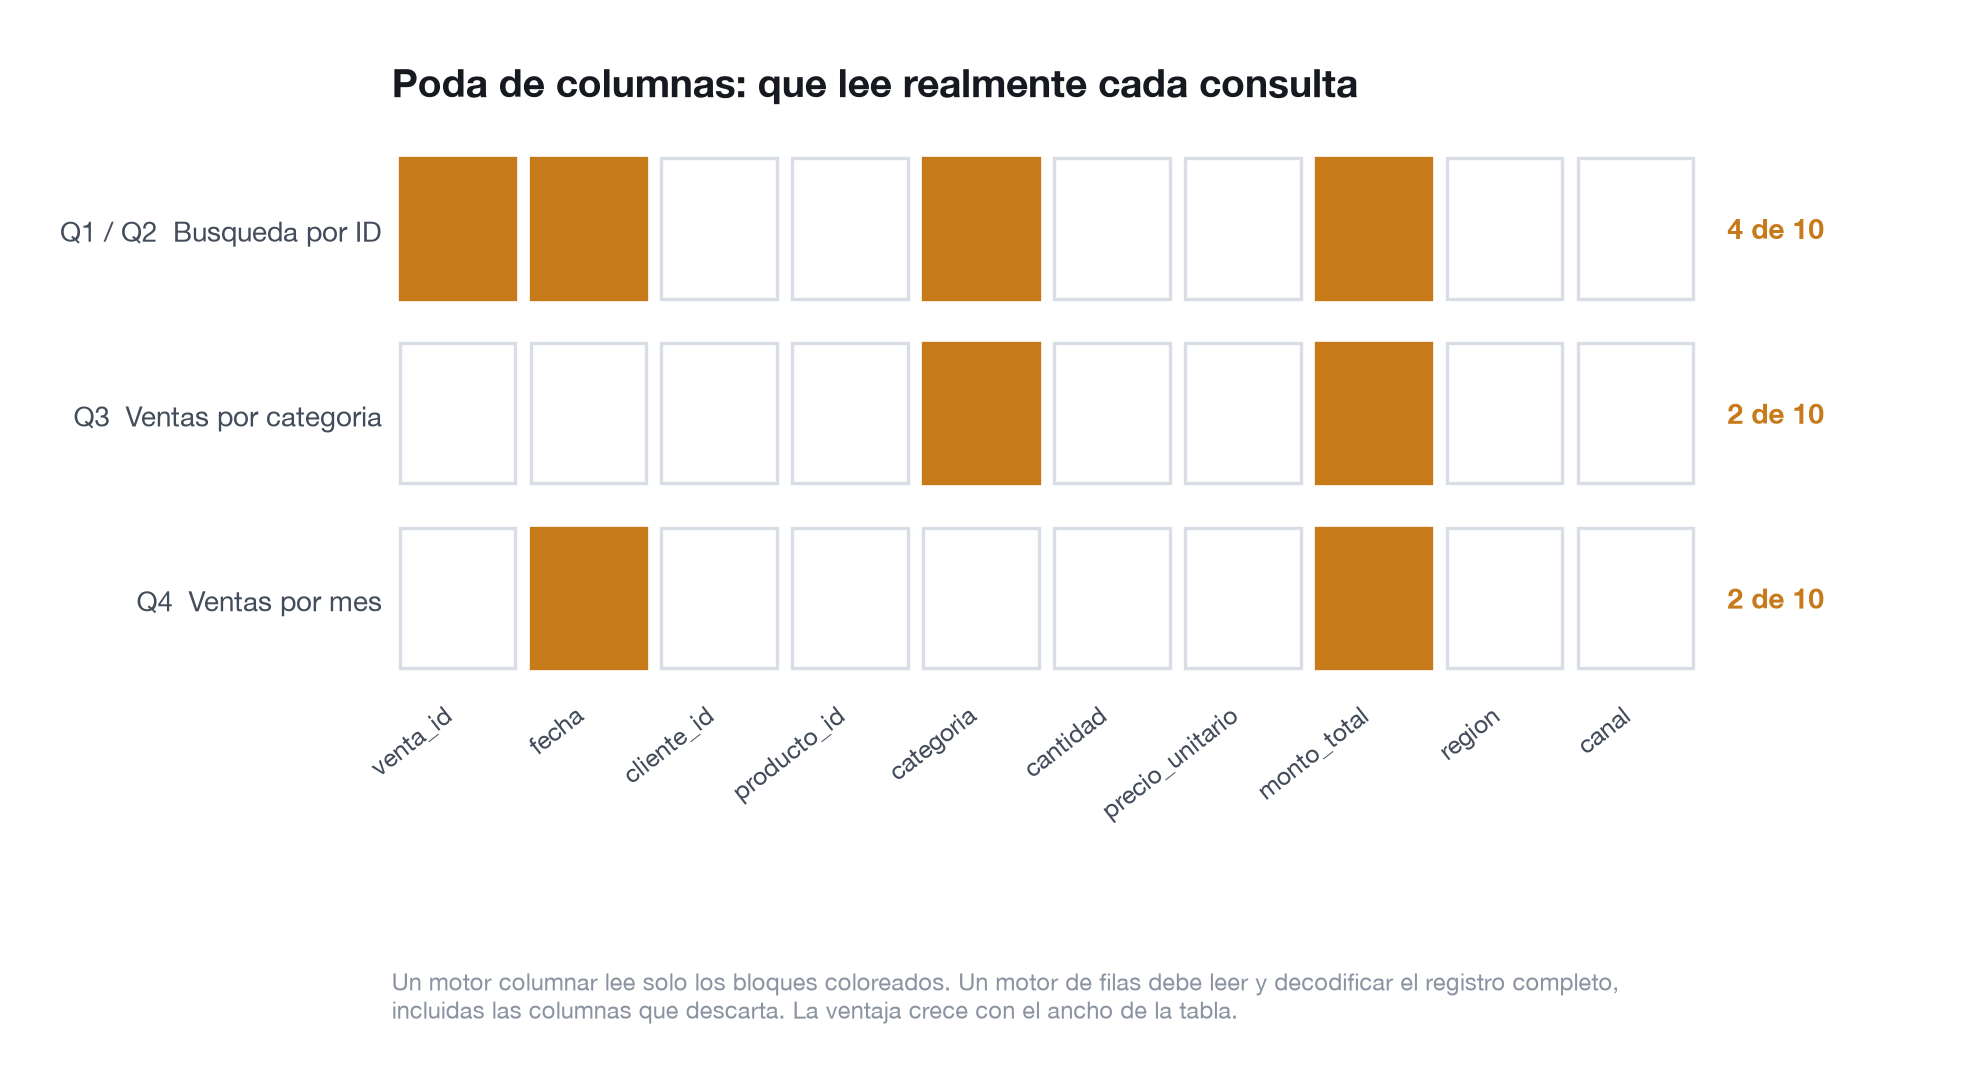 Poda de columnas: que lee realmente cada consulta
Q1 / Q2  Busqueda por ID
4 de 10
Q3  Ventas por categoria
2 de 10
Q4  Ventas por mes
2 de 10
venta_id
fecha
cliente_id
producto_id
categoria
cantidad
precio_unitario
monto_total
region
canal
Un motor columnar lee solo los bloques coloreados. Un motor de filas debe leer y decodificar el registro completo,
incluidas las columnas que descarta. La ventaja crece con el ancho de la tabla.